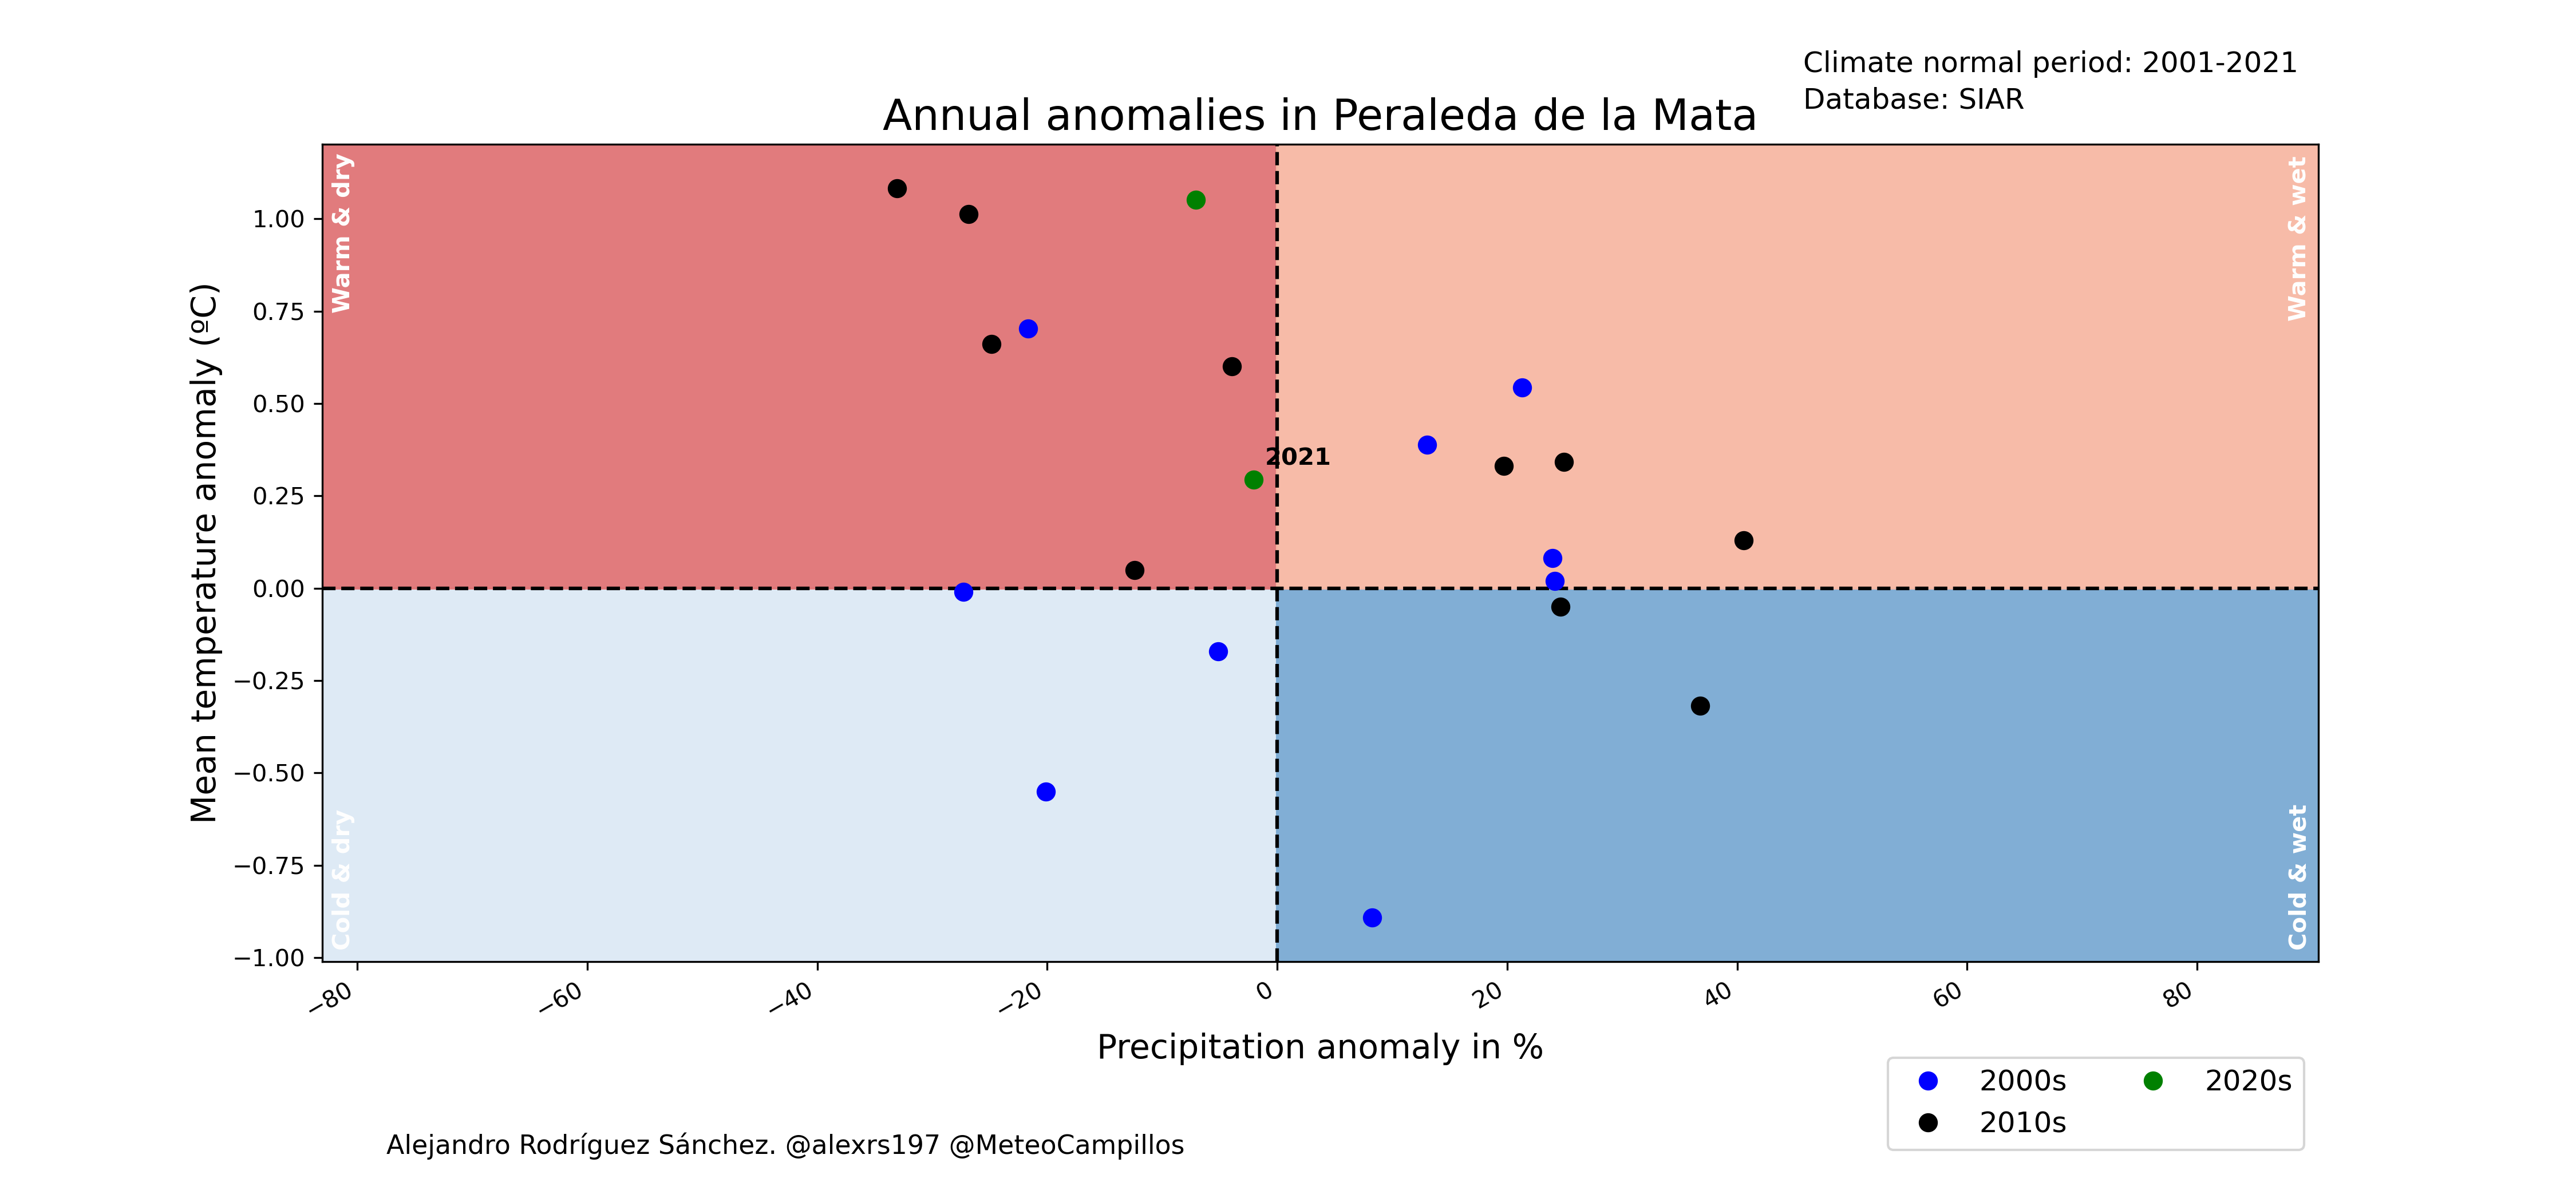 Climate normal period: 2001-2021
Database: SIAR
Annual anomalies in Peraleda de la Mata
Warm & dry
Warm & wet
Mean temperature anomaly (ºC)
1.00
0.75
0.50
0.25
0.00
−0.25
−0.50
−0.75
−1.00
2021
Cold & dry
Cold & wet
−80
−60
−40
−20
0
20
40
60
80
Precipitation anomaly in %
2000s
2010s
2020s
Alejandro Rodríguez Sánchez. @alexrs197 @MeteoCampillos